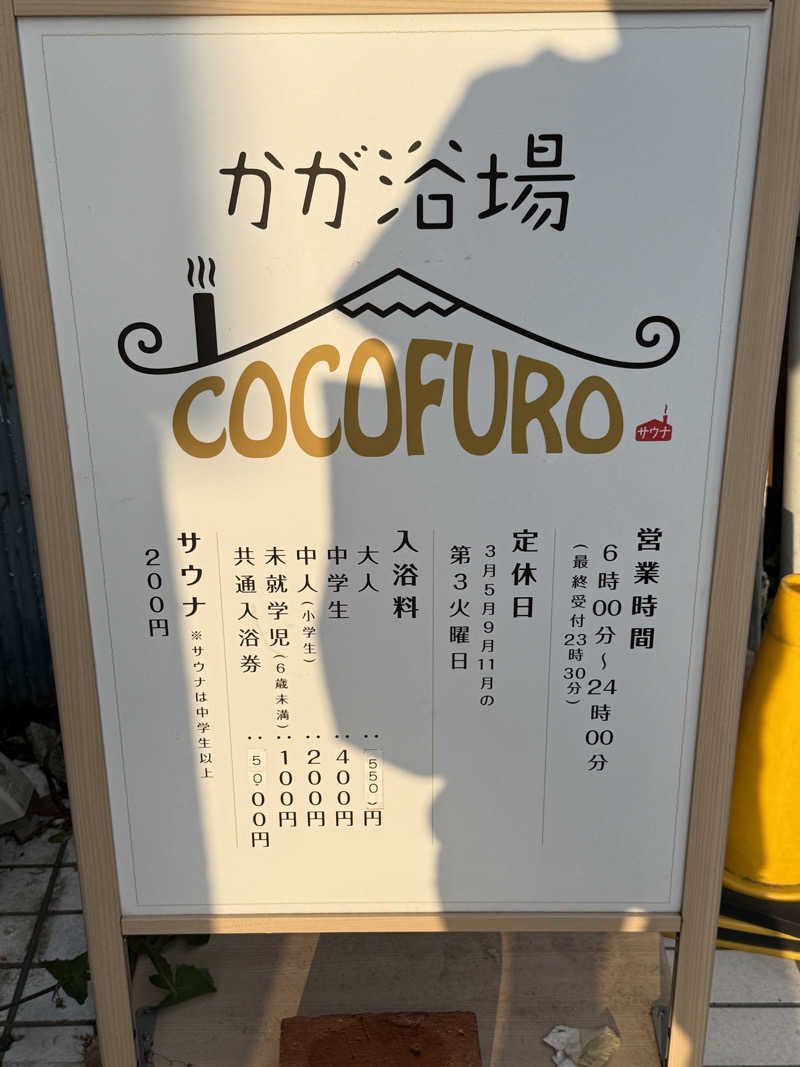 かが浴場
COCOFURO
サウナ
営業時間
6時00分〜24時00分
(最終受付23時30分)
定休日
3月5月9月11月の
第3火曜日
入浴料
大人‥550円
中学生‥400円
中人(小学生)‥200円
未就学児(6歳未満)‥100円
共通入浴券‥5000円
サウナ ※サウナは中学生以上
200円